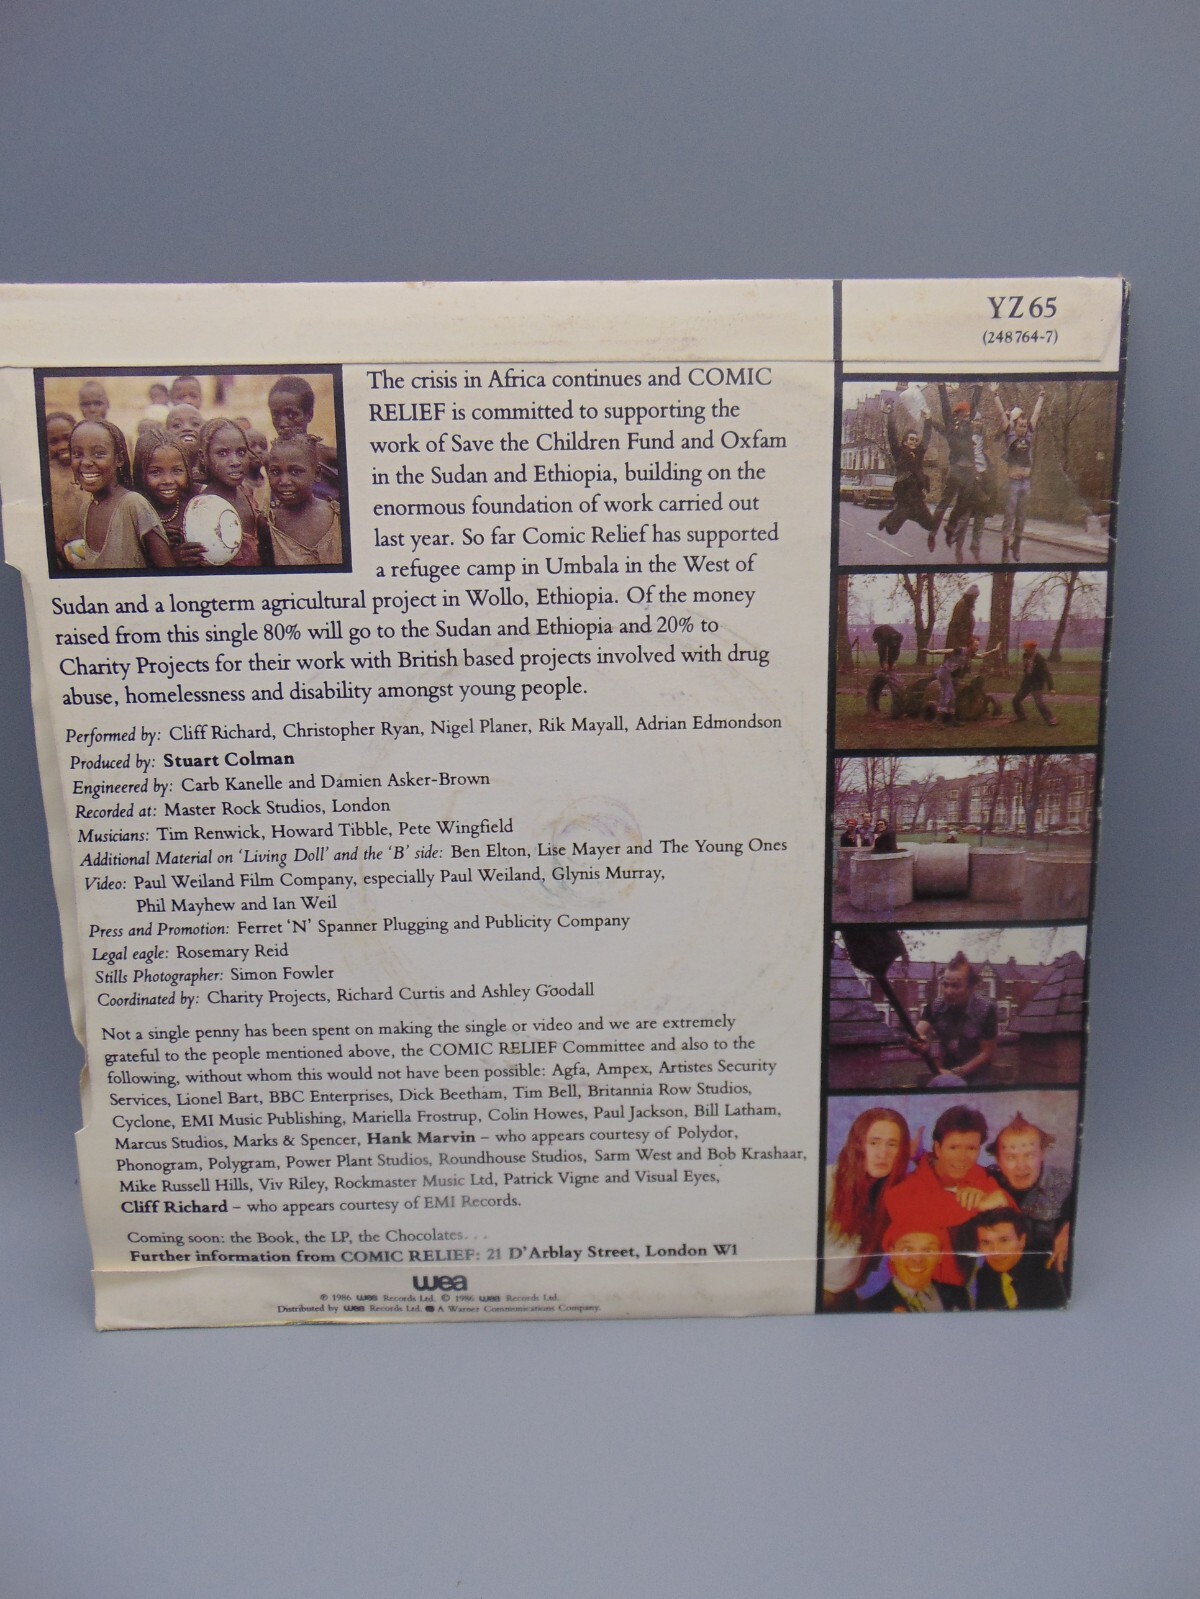 YZ65
(248764-7)
The crisis in Africa continues and COMIC
RELIEF is committed to supporting the
work of Save the Children Fund and Oxfam
in the Sudan and Ethiopia, building on the
enormous foundation of work carried out
last year. So far Comic Relief has supported
a refugee camp in Umbala in the West of
Sudan and a longterm agricultural project in Wollo, Ethiopia. Of the money
raised from this single 80% will go to the Sudan and Ethiopia and 20% to
Charity Projects for their work with British based projects involved with drug
abuse, homelessness and disability amongst young people.
Performed by: Cliff Richard, Christopher Ryan, Nigel Planer, Rik Mayall, Adrian Edmondson
Produced by: Stuart Colman
Engineered by: Carb Kanelle and Damien Asker-Brown
Recorded at: Master Rock Studios, London
Musicians: Tim Renwick, Howard Tibble, Pete Wingfield
Additional Material on 'Living Doll' and the 'B' side: Ben Elton, Lise Mayer and The Young Ones
Video: Paul Weiland Film Company, especially Paul Weiland, Glynis Murray,
Phil Mayhew and Ian Weil
Press and Promotion: Ferret 'N' Spanner Plugging and Publicity Company
Legal eagle: Rosemary Reid
Stills Photographer: Simon Fowler
Coordinated by: Charity Projects, Richard Curtis and Ashley Goodall
Not a single penny has been spent on making the single or video and we are extremely
grateful to the people mentioned above, the COMIC RELIEF Committee and also to the
following, without whom this would not have been possible: Agfa, Ampex, Artistes Security
Services, Lionel Bart, BBC Enterprises, Dick Beetham, Tim Bell, Britannia Row Studios,
Cyclone, EMI Music Publishing, Mariella Frostrup, Colin Howes, Paul Jackson, Bill Latham,
Marcus Studios, Marks & Spencer, Hank Marvin – who appears courtesy of Polydor,
Phonogram, Polygram, Power Plant Studios, Roundhouse Studios, Sarm West and Bob Krashaar,
Mike Russell Hills, Viv Riley, Rockmaster Music Ltd, Patrick Vigne and Visual Eyes,
Cliff Richard – who appears courtesy of EMI Records.
Coming soon: the Book, the LP, the Chocolates. . .
Further information from COMIC RELIEF: 21 D'Arblay Street, London W1
wea
℗ 1986 wea Records Ltd. © 1986 wea Records Ltd.
Distributed by wea Records Ltd. A Warner Communications Company.